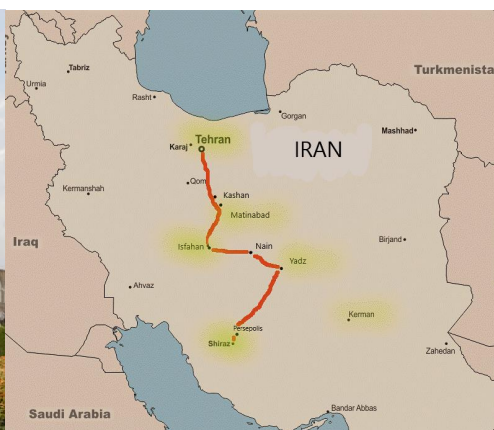 Tabriz
Turkmenista
Urmia
Rasht
Gorgan
Mashhad
Karaj
Tehran
IRAN
Qom
Kermanshah
Kashan
Matinabad
Iraq
Isfahan
Nain
Birjand
Yadz
Ahvaz
Kerman
Persepolis
Shiraz
Zahedan
Saudi Arabia
Bandar Abbas